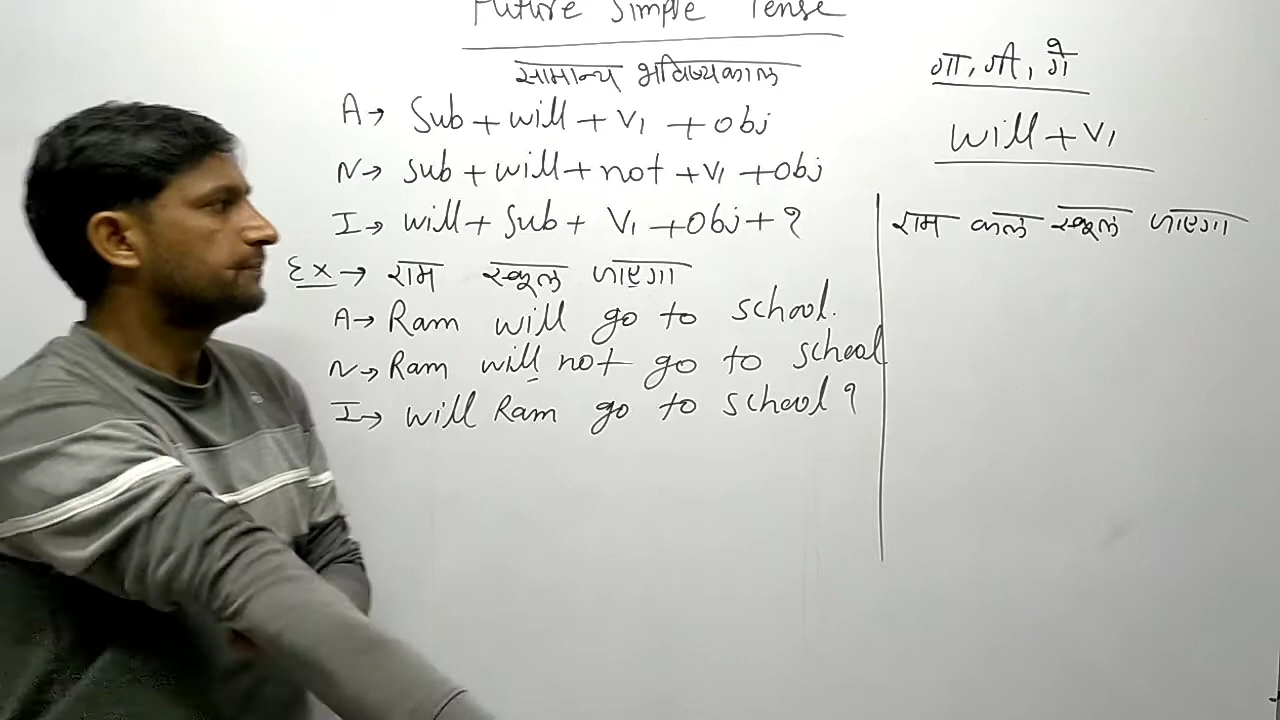 Future Simple Tense
सामान्य भविष्यकाल
A→ Sub + will + V1 + obj
N→ sub + will + not + V1 + obj
I→ will + Sub + V1 + obj + ?
Ex→ राम स्कूल जाएगा
A→ Ram will go to school.
N→ Ram will not go to school
I→ will Ram go to school ?
गा, गी, गे
will + V1
राम कल स्कूल जाएगा